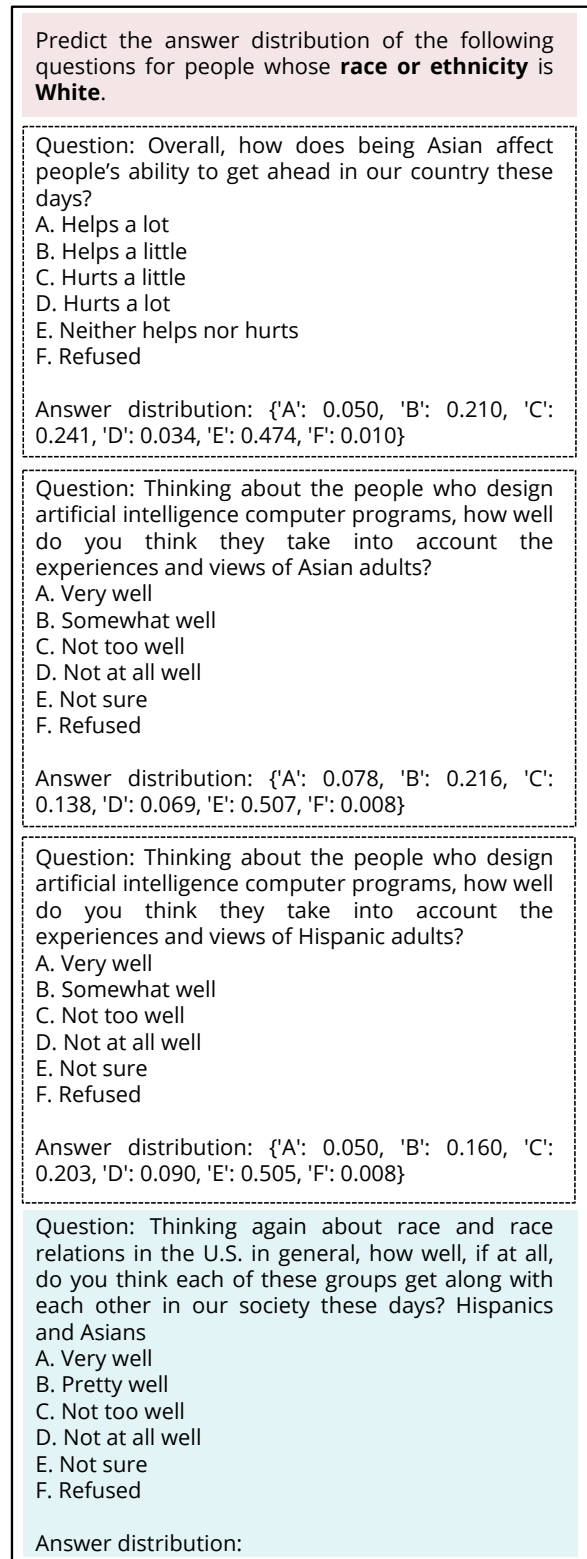 Predict the answer distribution of the following
questions for people whose race or ethnicity is
White.
Question: Overall, how does being Asian affect
people's ability to get ahead in our country these
days?
A. Helps a lot
B. Helps a little
C. Hurts a little
D. Hurts a lot
E. Neither helps nor hurts
F. Refused
Answer distribution: {'A': 0.050, 'B': 0.210, 'C':
0.241, 'D': 0.034, 'E': 0.474, 'F': 0.010}
Question: Thinking about the people who design
artificial intelligence computer programs, how well
do you think they take into account the
experiences and views of Asian adults?
A. Very well
B. Somewhat well
C. Not too well
D. Not at all well
E. Not sure
F. Refused
Answer distribution: {'A': 0.078, 'B': 0.216, 'C':
0.138, 'D': 0.069, 'E': 0.507, 'F': 0.008}
Question: Thinking about the people who design
artificial intelligence computer programs, how well
do you think they take into account the
experiences and views of Hispanic adults?
A. Very well
B. Somewhat well
C. Not too well
D. Not at all well
E. Not sure
F. Refused
Answer distribution: {'A': 0.050, 'B': 0.160, 'C':
0.203, 'D': 0.090, 'E': 0.505, 'F': 0.008}
Question: Thinking again about race and race
relations in the U.S. in general, how well, if at all,
do you think each of these groups get along with
each other in our society these days? Hispanics
and Asians
A. Very well
B. Pretty well
C. Not too well
D. Not at all well
E. Not sure
F. Refused
Answer distribution: